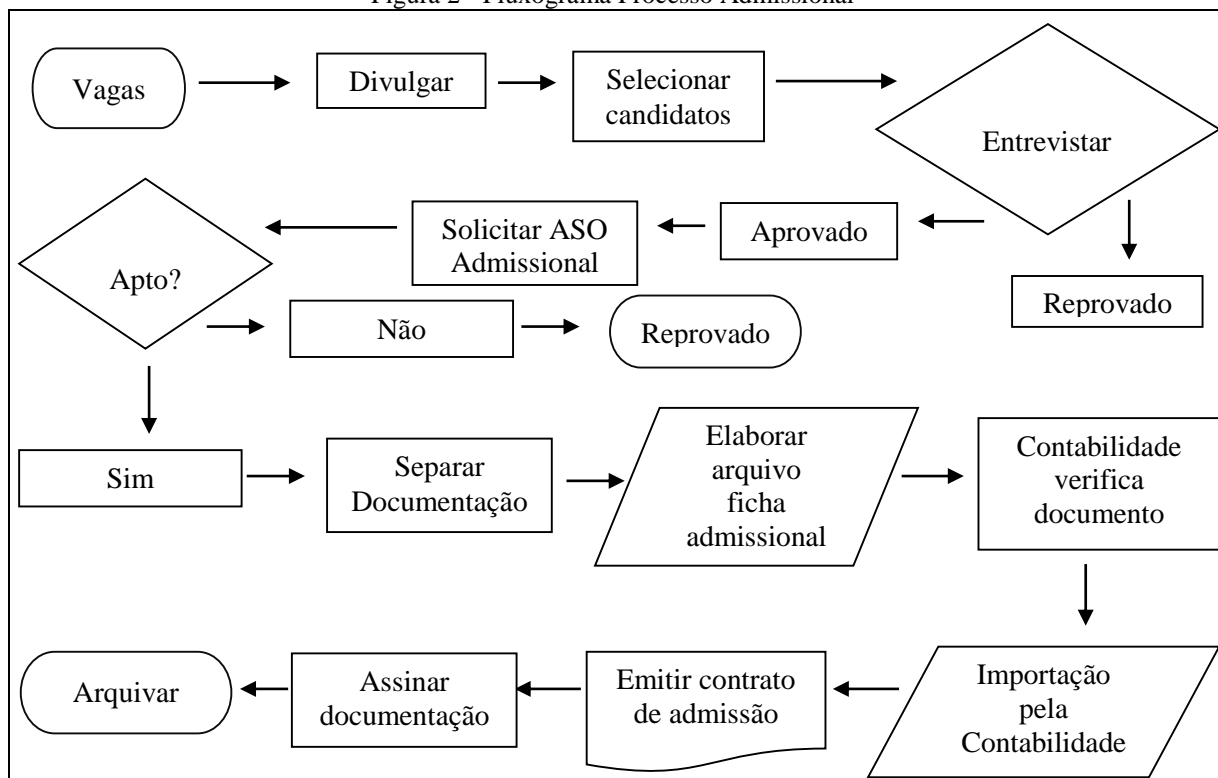 Figura 2 - Fluxograma Processo Admissional
Vagas
Divulgar
Selecionar
candidatos
Entrevistar
Reprovado
Aprovado
Solicitar ASO
Admissional
Apto?
Não
Reprovado
Sim
Separar
Documentação
Elaborar
arquivo
ficha
admissional
Contabilidade
verifica
documento
Importação
pela
Contabilidade
Emitir contrato
de admissão
Assinar
documentação
Arquivar